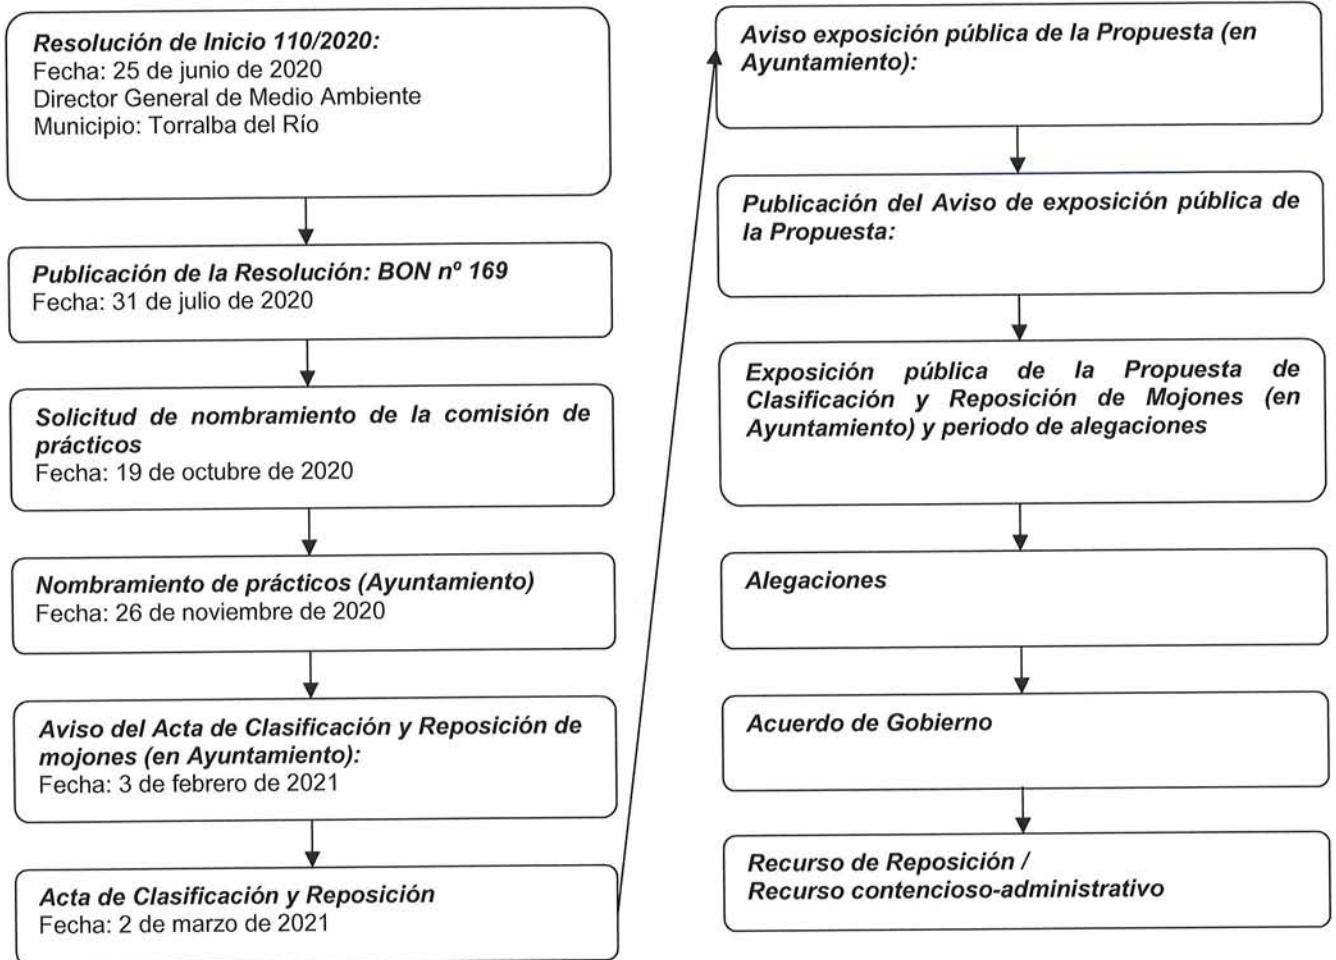 Resolución de Inicio 110/2020:
Fecha: 25 de junio de 2020
Director General de Medio Ambiente
Municipio: Torralba del Río
Publicación de la Resolución: BON nº 169
Fecha: 31 de julio de 2020
Solicitud de nombramiento de la comisión de
prácticos
Fecha: 19 de octubre de 2020
Nombramiento de prácticos (Ayuntamiento)
Fecha: 26 de noviembre de 2020
Aviso del Acta de Clasificación y Reposición de
mojones (en Ayuntamiento):
Fecha: 3 de febrero de 2021
Acta de Clasificación y Reposición
Fecha: 2 de marzo de 2021
Aviso exposición pública de la Propuesta (en
Ayuntamiento):
Publicación del Aviso de exposición pública de
la Propuesta:
Exposición pública de la Propuesta de
Clasificación y Reposición de Mojones (en
Ayuntamiento) y periodo de alegaciones
Alegaciones
Acuerdo de Gobierno
Recurso de Reposición /
Recurso contencioso-administrativo